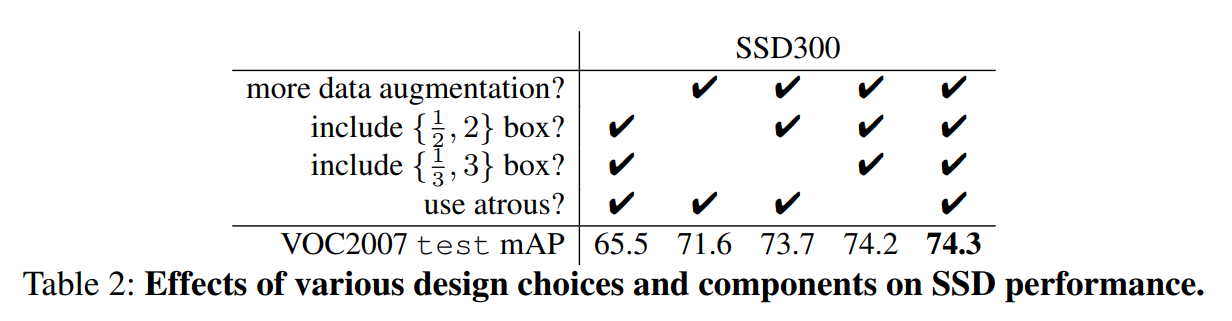 SSD300
more data augmentation? ✔ ✔ ✔ ✔
include {1/2, 2} box? ✔ ✔ ✔ ✔
include {1/3, 3} box? ✔ ✔ ✔
use atrous? ✔ ✔ ✔ ✔
VOC2007 test mAP 65.5 71.6 73.7 74.2 74.3
Table 2: Effects of various design choices and components on SSD performance.